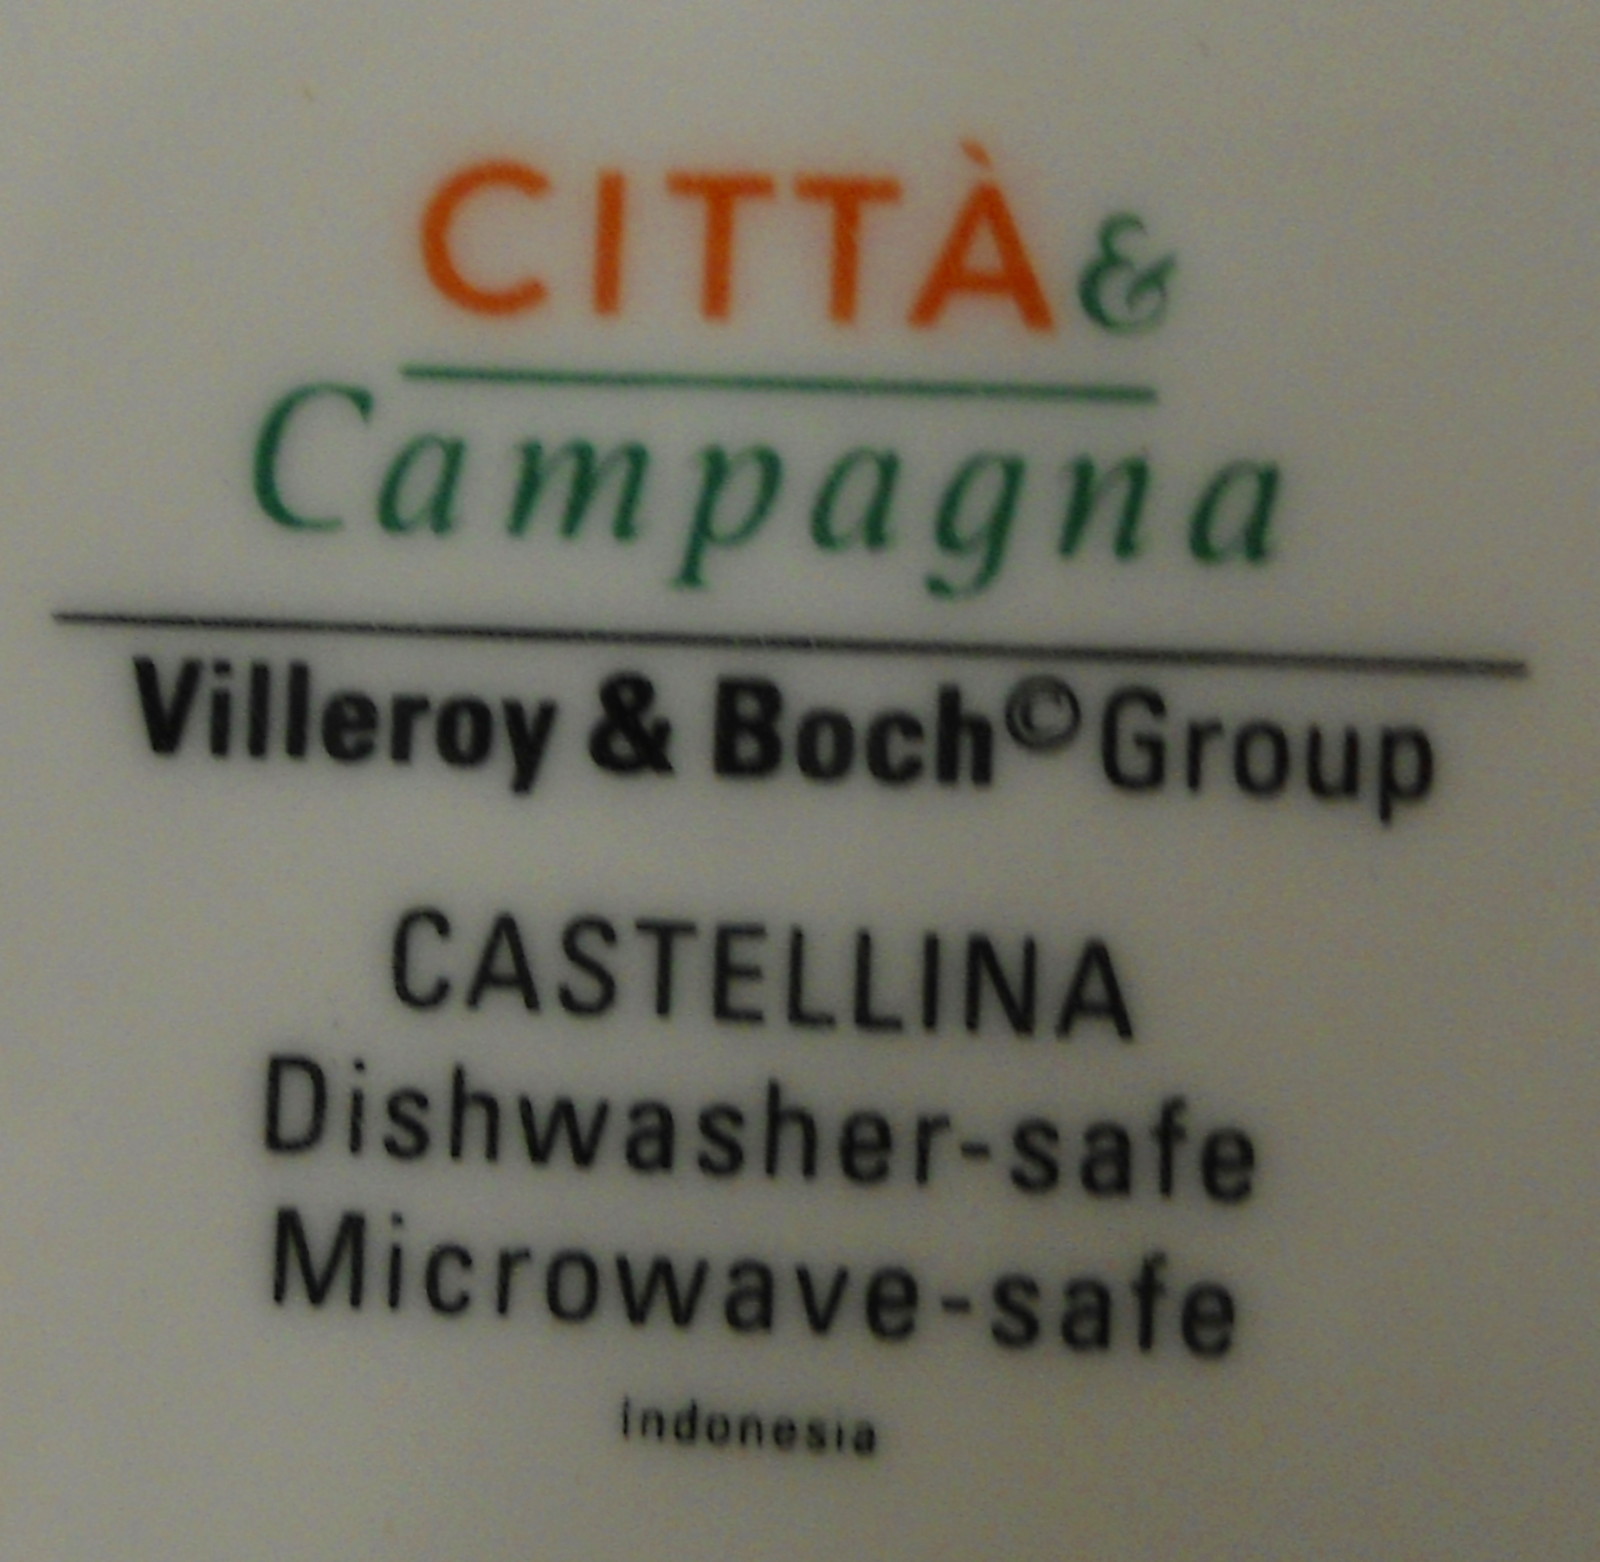 CITTÀ &
Campagna
Villeroy & Boch© Group
CASTELLINA
Dishwasher-safe
Microwave-safe
Indonesia